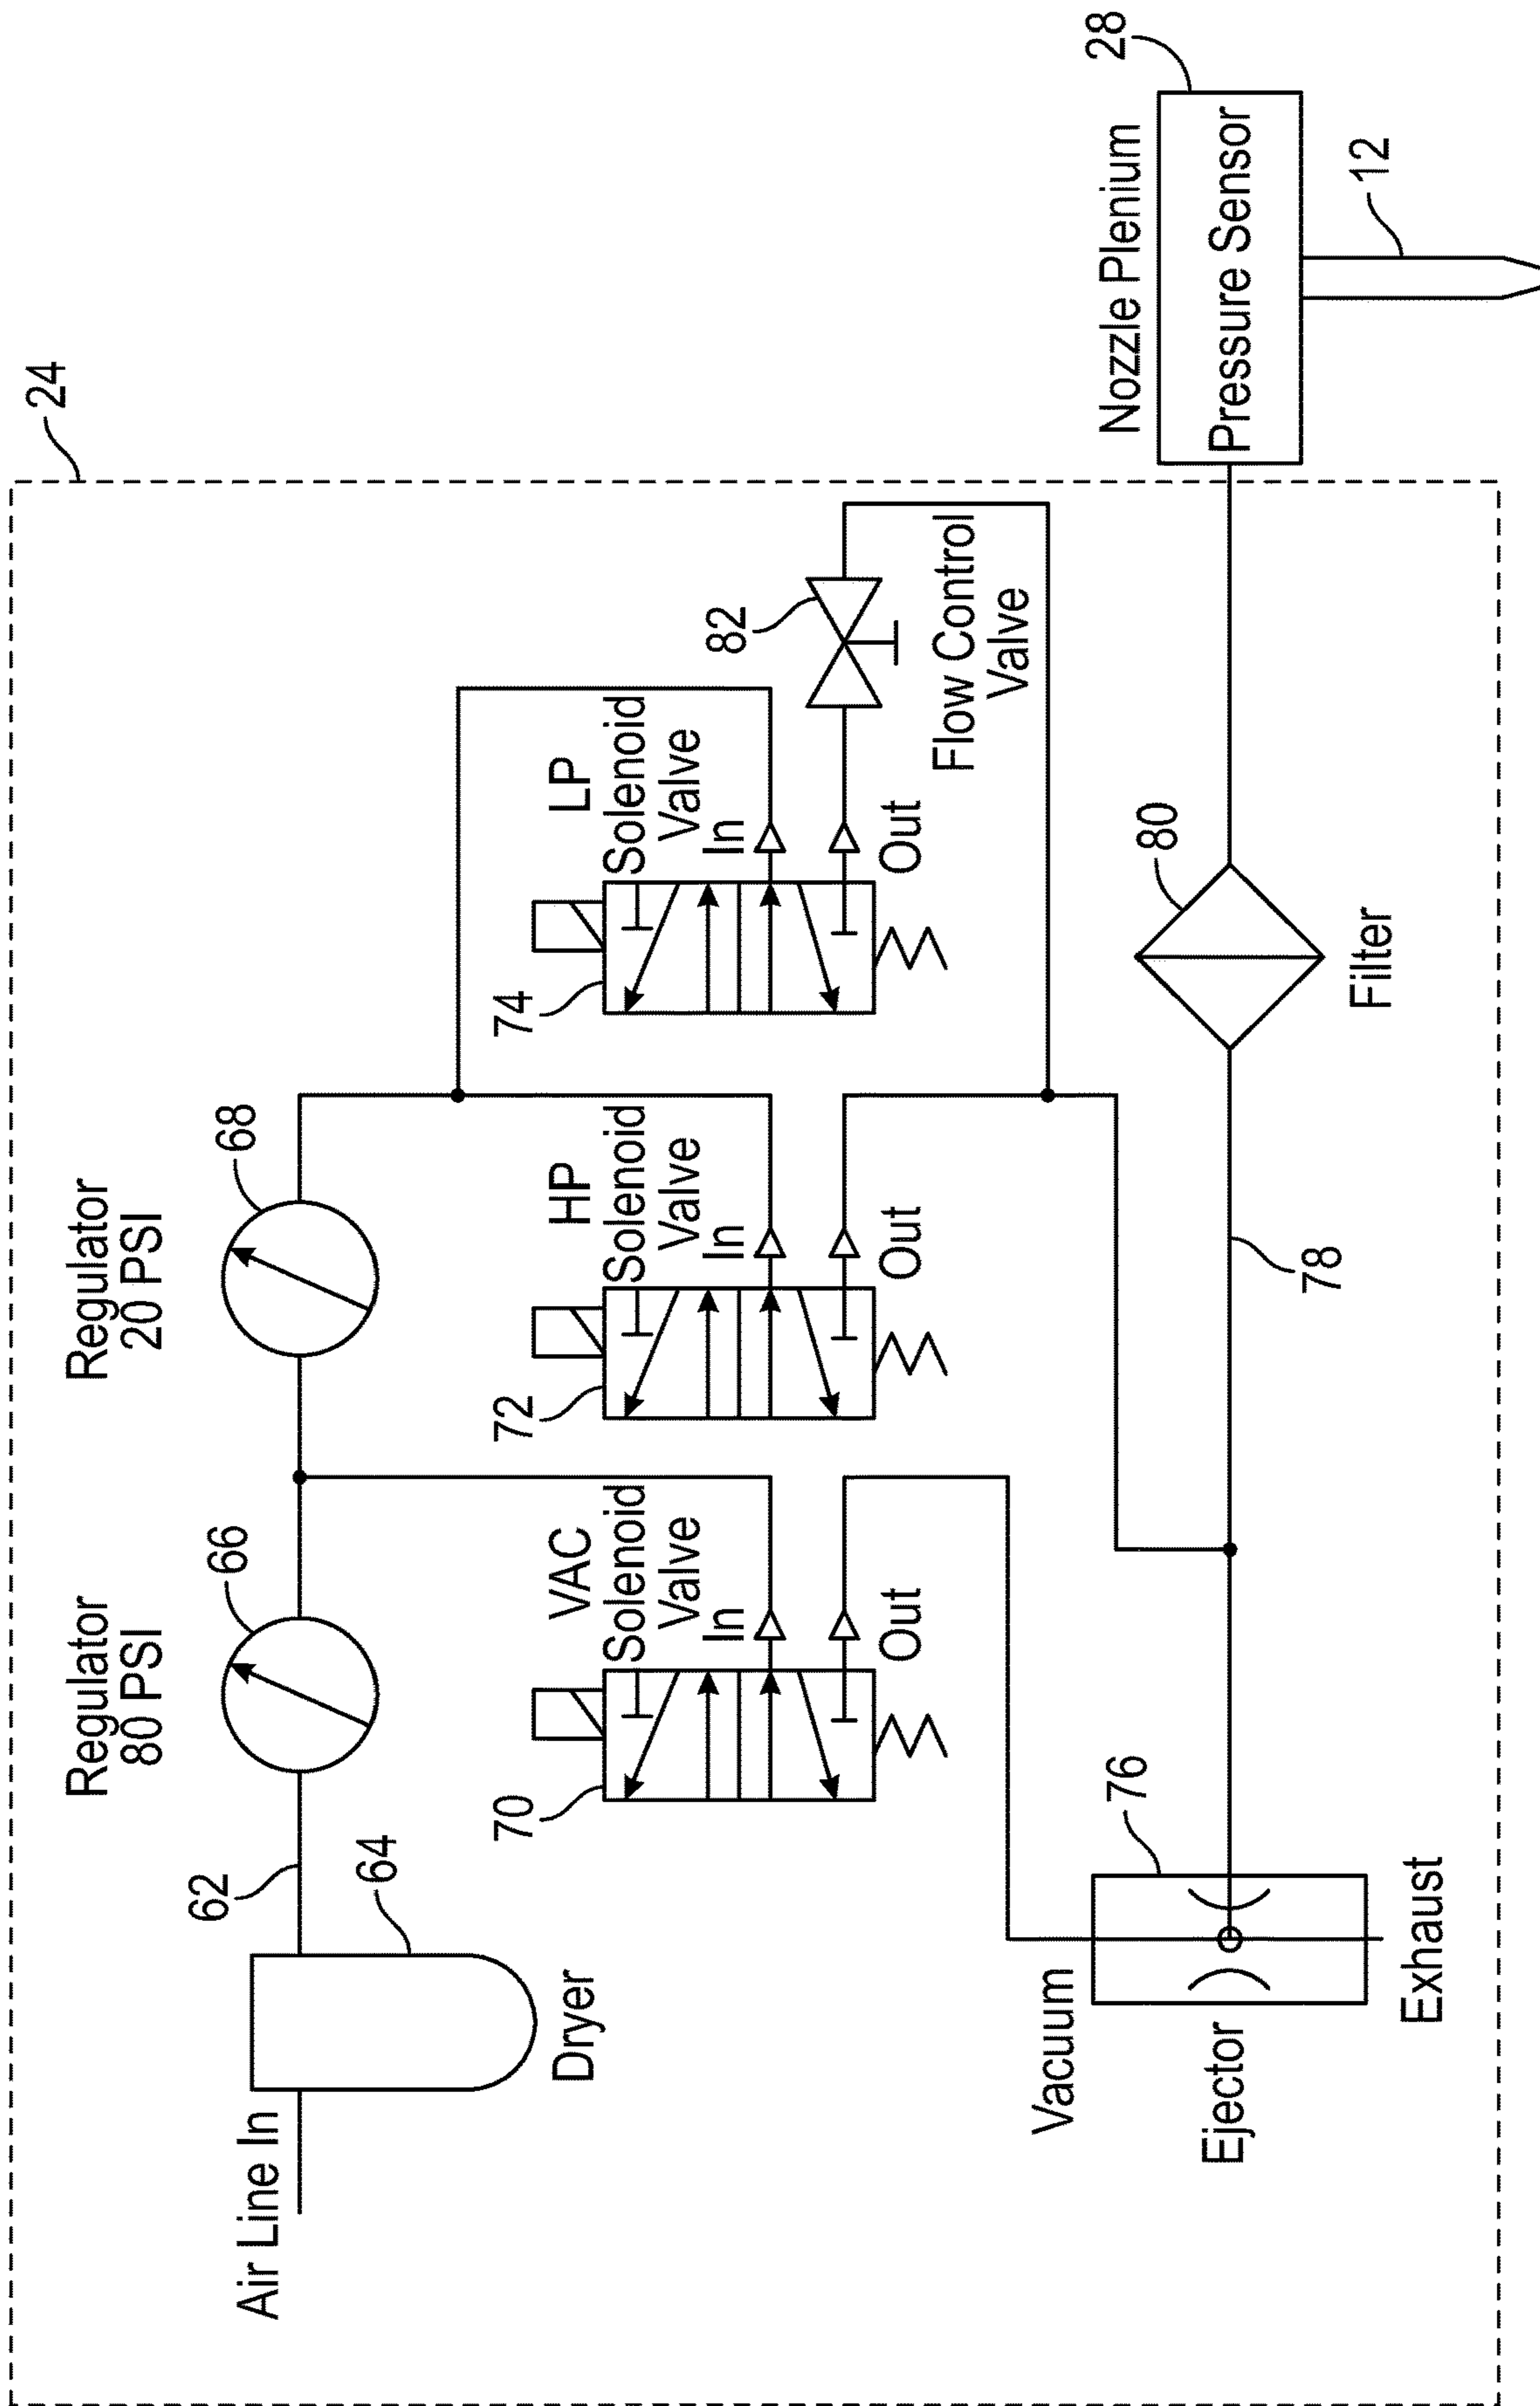 24
Regulator
80 PSI
66
Regulator
20 PSI
68
Air Line In
62
64
Dryer
70
VAC
Solenoid
Valve
In
Out
72
HP
Solenoid
Valve
In
Out
74
LP
Solenoid
Valve
In
Out
82
Flow Control
Valve
Vacuum
76
Ejector
Exhaust
78
80
Filter
Nozzle Plenium
28
Pressure Sensor
12